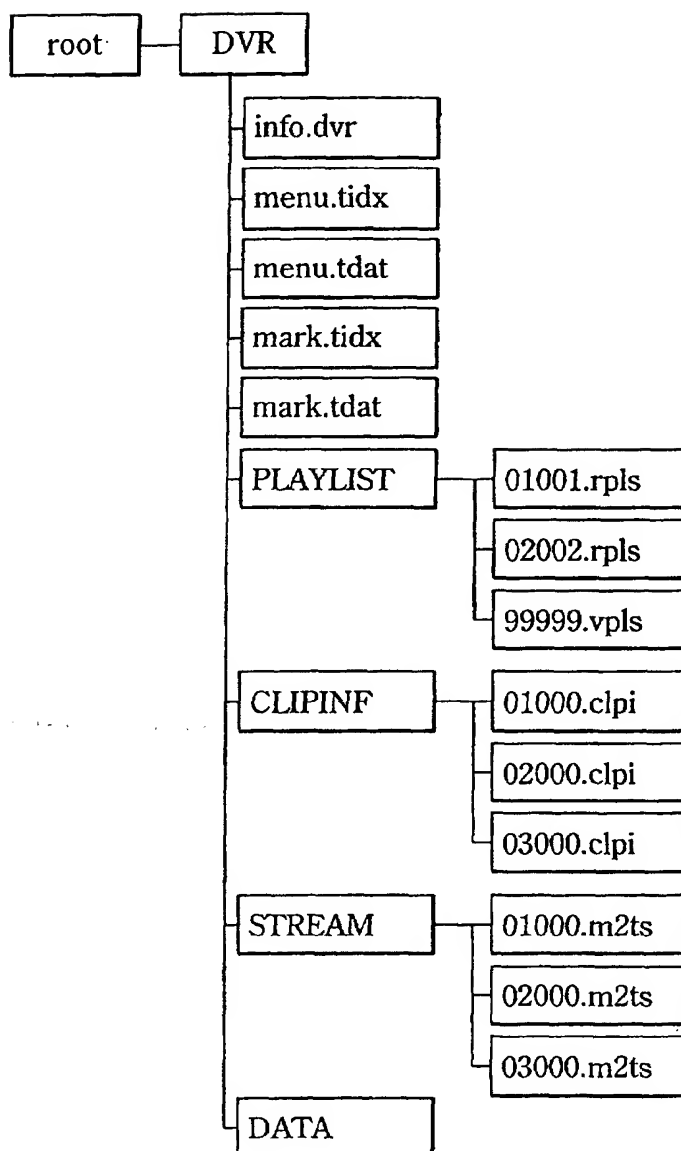 root DVR
info.dvr
menu.tidx
menu.tdat
mark.tidx
mark.tdat
PLAYLIST 01001.rpls
02002.rpls
99999.vpls
CLIPINF 01000.clpi
02000.clpi
03000.clpi
STREAM 01000.m2ts
02000.m2ts
03000.m2ts
DATA